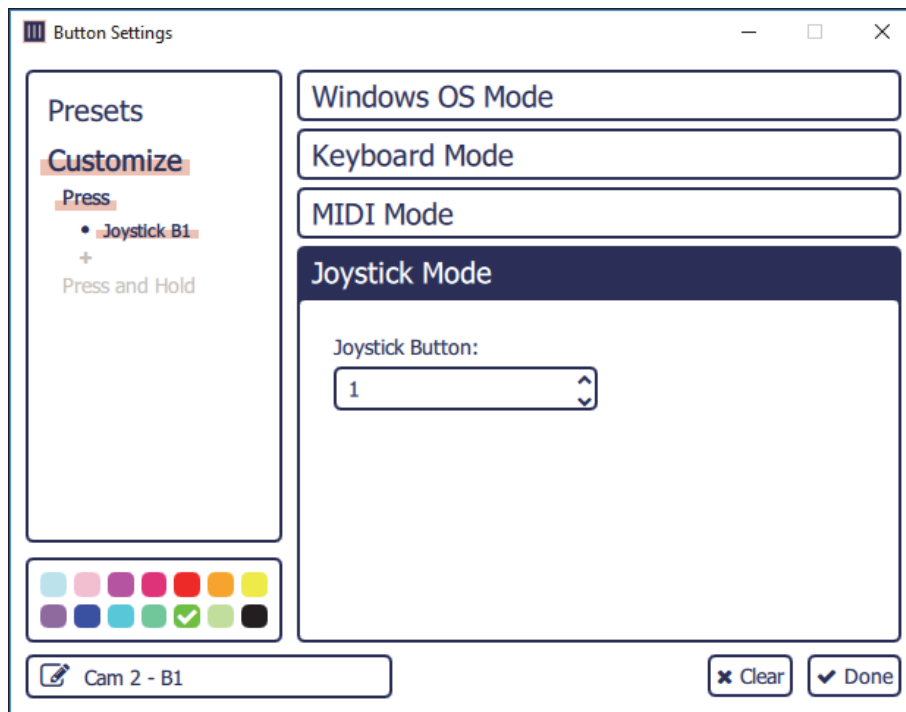 Button Settings
Presets
Customize
Press
• Joystick B1
+
Press and Hold
Windows OS Mode
Keyboard Mode
MIDI Mode
Joystick Mode
Joystick Button:
1
Cam 2 - B1
Clear
Done